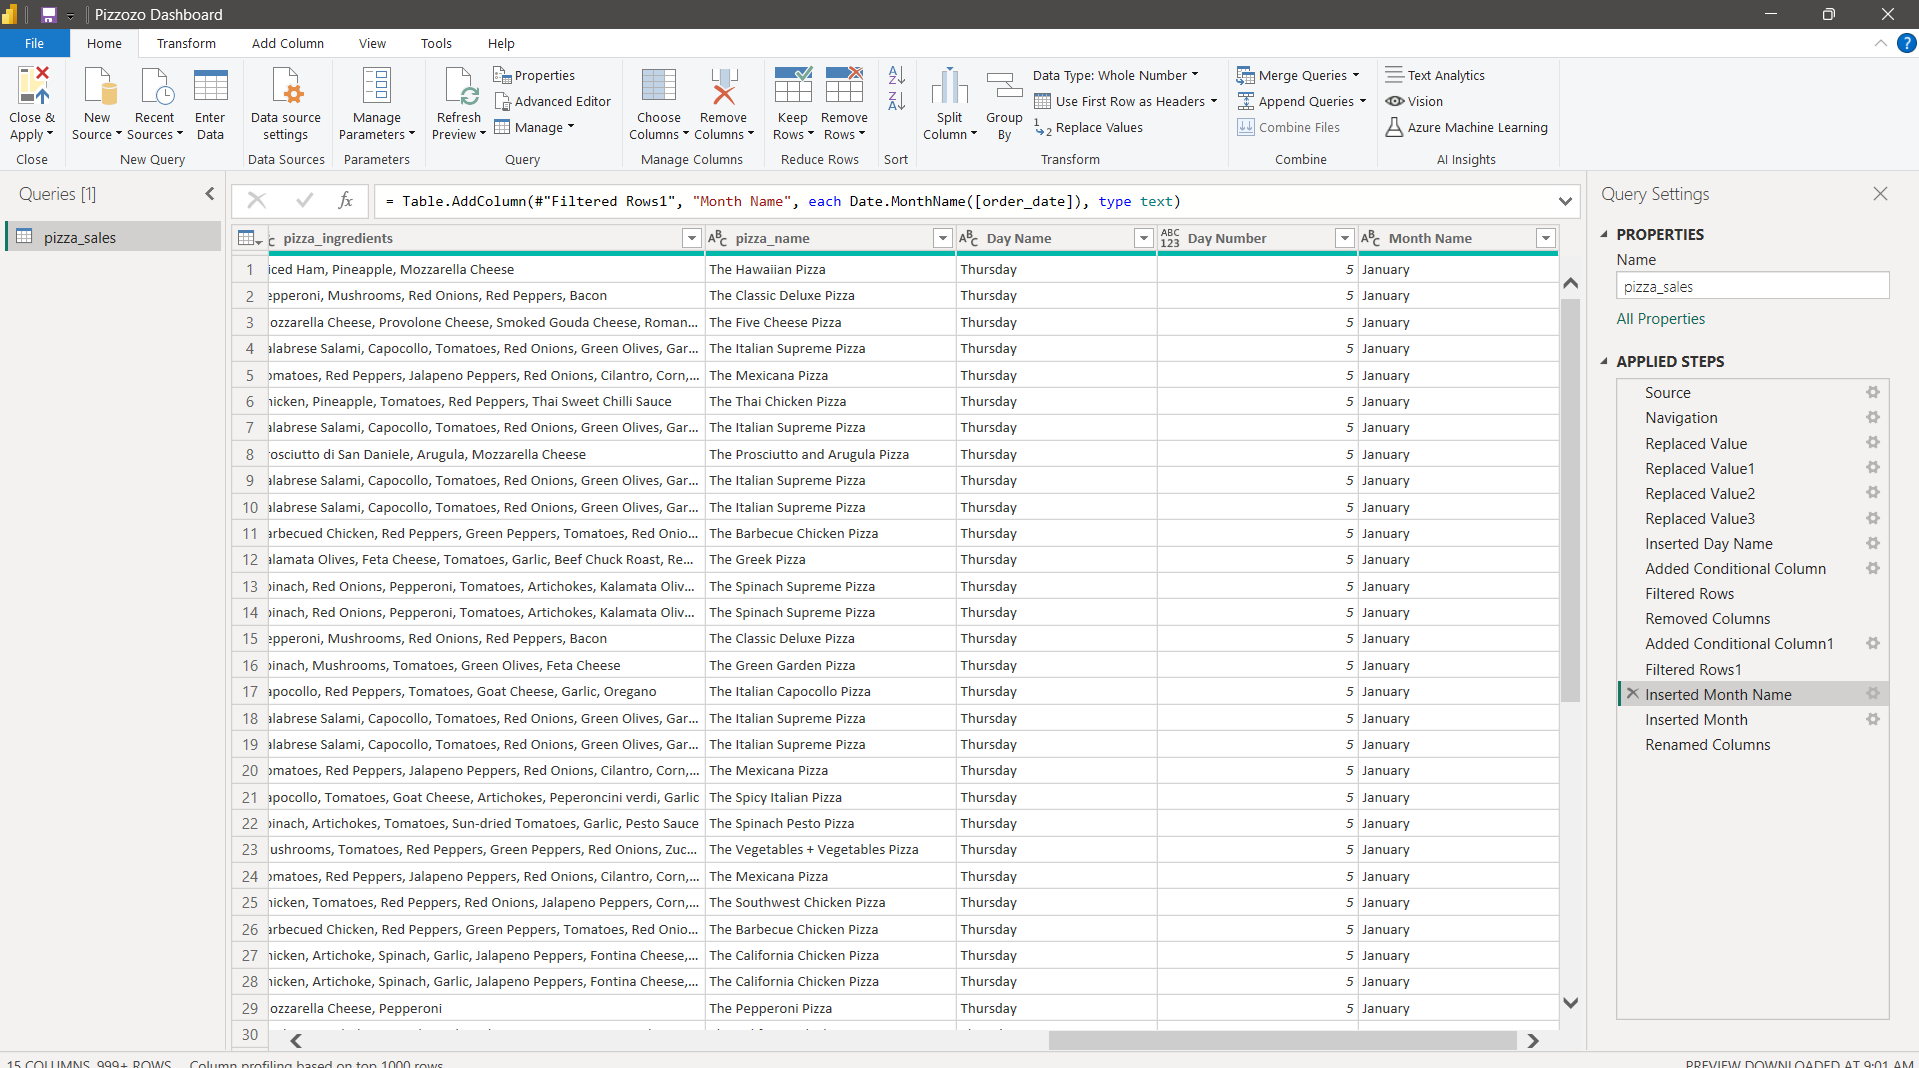 Pizzozo Dashboard
File Home Transform Add Column View Tools Help ?
Close & Apply
Close
New Source
Recent Sources
Enter Data
New Query
Data source settings
Data Sources
Manage Parameters
Parameters
Refresh Preview
Properties
Advanced Editor
Manage
Query
Choose Columns
Remove Columns
Manage Columns
Keep Rows
Remove Rows
Reduce Rows
Sort
Split Column
Group By
Data Type: Whole Number
Use First Row as Headers
Replace Values
Transform
Merge Queries
Append Queries
Combine Files
Combine
Text Analytics
Vision
Azure Machine Learning
AI Insights
Queries [1]
pizza_sales
fx = Table.AddColumn(#"Filtered Rows1", "Month Name", each Date.MonthName([order_date]), type text)
pizza_ingredients ABC pizza_name ABC Day Name ABC 123 Day Number ABC Month Name
1 iced Ham, Pineapple, Mozzarella Cheese The Hawaiian Pizza Thursday 5 January
2 epperoni, Mushrooms, Red Onions, Red Peppers, Bacon The Classic Deluxe Pizza Thursday 5 January
3 ozzarella Cheese, Provolone Cheese, Smoked Gouda Cheese, Roman... The Five Cheese Pizza Thursday 5 January
4 alabrese Salami, Capocollo, Tomatoes, Red Onions, Green Olives, Gar... The Italian Supreme Pizza Thursday 5 January
5 omatoes, Red Peppers, Jalapeno Peppers, Red Onions, Cilantro, Corn,... The Mexicana Pizza Thursday 5 January
6 hicken, Pineapple, Tomatoes, Red Peppers, Thai Sweet Chilli Sauce The Thai Chicken Pizza Thursday 5 January
7 alabrese Salami, Capocollo, Tomatoes, Red Onions, Green Olives, Gar... The Italian Supreme Pizza Thursday 5 January
8 rosciutto di San Daniele, Arugula, Mozzarella Cheese The Prosciutto and Arugula Pizza Thursday 5 January
9 alabrese Salami, Capocollo, Tomatoes, Red Onions, Green Olives, Gar... The Italian Supreme Pizza Thursday 5 January
10 alabrese Salami, Capocollo, Tomatoes, Red Onions, Green Olives, Gar... The Italian Supreme Pizza Thursday 5 January
11 arbecued Chicken, Red Peppers, Green Peppers, Tomatoes, Red Onio... The Barbecue Chicken Pizza Thursday 5 January
12 alamata Olives, Feta Cheese, Tomatoes, Garlic, Beef Chuck Roast, Re... The Greek Pizza Thursday 5 January
13 pinach, Red Onions, Pepperoni, Tomatoes, Artichokes, Kalamata Oliv... The Spinach Supreme Pizza Thursday 5 January
14 pinach, Red Onions, Pepperoni, Tomatoes, Artichokes, Kalamata Oliv... The Spinach Supreme Pizza Thursday 5 January
15 epperoni, Mushrooms, Red Onions, Red Peppers, Bacon The Classic Deluxe Pizza Thursday 5 January
16 pinach, Mushrooms, Tomatoes, Green Olives, Feta Cheese The Green Garden Pizza Thursday 5 January
17 apocollo, Red Peppers, Tomatoes, Goat Cheese, Garlic, Oregano The Italian Capocollo Pizza Thursday 5 January
18 alabrese Salami, Capocollo, Tomatoes, Red Onions, Green Olives, Gar... The Italian Supreme Pizza Thursday 5 January
19 alabrese Salami, Capocollo, Tomatoes, Red Onions, Green Olives, Gar... The Italian Supreme Pizza Thursday 5 January
20 omatoes, Red Peppers, Jalapeno Peppers, Red Onions, Cilantro, Corn,... The Mexicana Pizza Thursday 5 January
21 apocollo, Tomatoes, Goat Cheese, Artichokes, Peperoncini verdi, Garlic The Spicy Italian Pizza Thursday 5 January
22 pinach, Artichokes, Tomatoes, Sun-dried Tomatoes, Garlic, Pesto Sauce The Spinach Pesto Pizza Thursday 5 January
23 ushrooms, Tomatoes, Red Peppers, Green Peppers, Red Onions, Zuc... The Vegetables + Vegetables Pizza Thursday 5 January
24 omatoes, Red Peppers, Jalapeno Peppers, Red Onions, Cilantro, Corn,... The Mexicana Pizza Thursday 5 January
25 hicken, Tomatoes, Red Peppers, Red Onions, Jalapeno Peppers, Corn,... The Southwest Chicken Pizza Thursday 5 January
26 arbecued Chicken, Red Peppers, Green Peppers, Tomatoes, Red Onio... The Barbecue Chicken Pizza Thursday 5 January
27 hicken, Artichoke, Spinach, Garlic, Jalapeno Peppers, Fontina Cheese,... The California Chicken Pizza Thursday 5 January
28 hicken, Artichoke, Spinach, Garlic, Jalapeno Peppers, Fontina Cheese,... The California Chicken Pizza Thursday 5 January
29 ozzarella Cheese, Pepperoni The Pepperoni Pizza Thursday 5 January
30
Query Settings
PROPERTIES
Name
pizza_sales
All Properties
APPLIED STEPS
Source
Navigation
Replaced Value
Replaced Value1
Replaced Value2
Replaced Value3
Inserted Day Name
Added Conditional Column
Filtered Rows
Removed Columns
Added Conditional Column1
Filtered Rows1
Inserted Month Name
Inserted Month
Renamed Columns
15 COLUMNS, 999+ ROWS Column profiling based on top 1000 rows
PREVIEW DOWNLOADED AT 9:01 AM